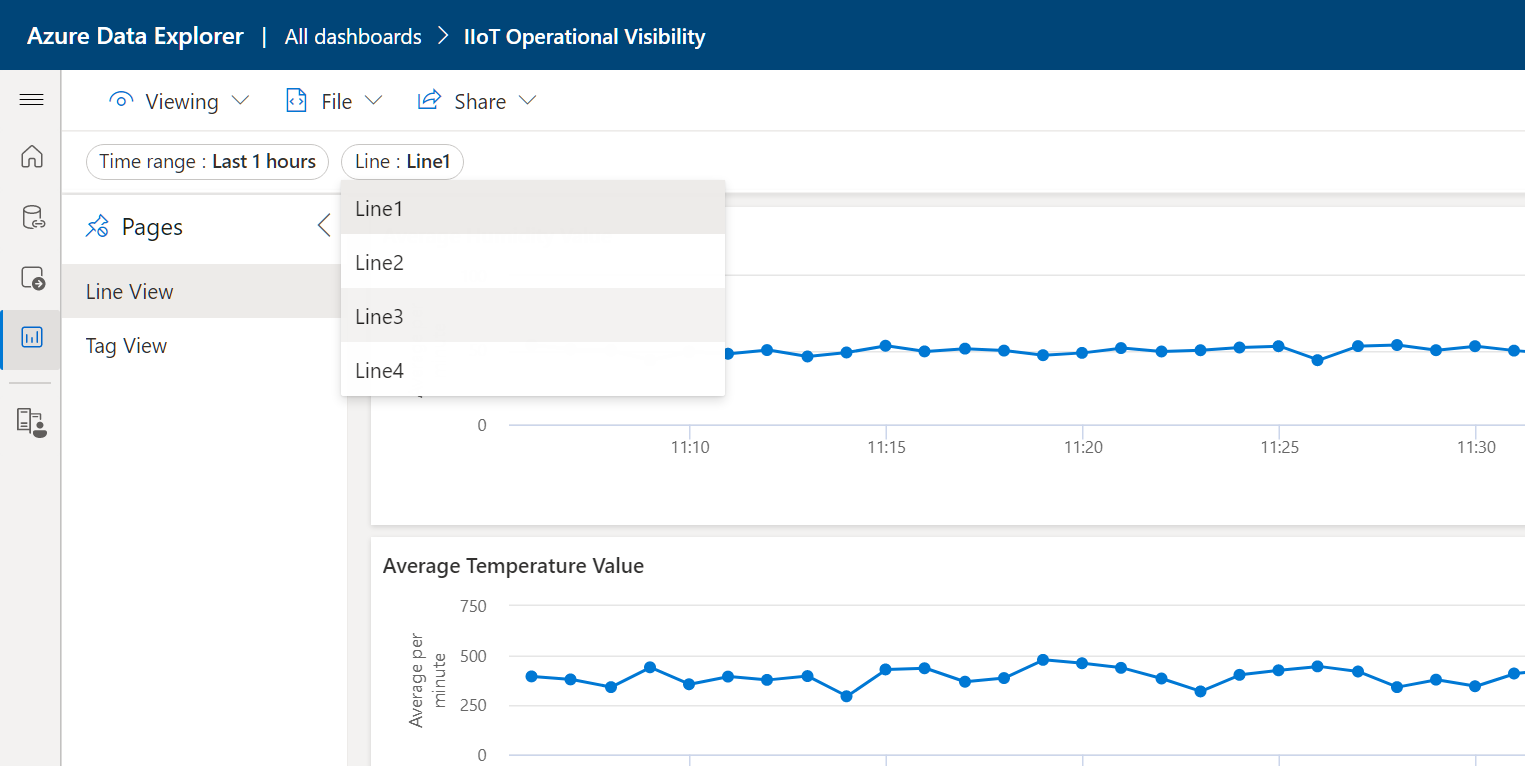 Azure Data Explorer | All dashboards > IIoT Operational Visibility
Viewing File Share
Time range : Last 1 hours Line : Line1
Pages
Line View
Tag View
Line1
Line2
Line3
Line4
0
11:10 11:15 11:20 11:25 11:30
Average Temperature Value
Average per
minute
750
500
250
0